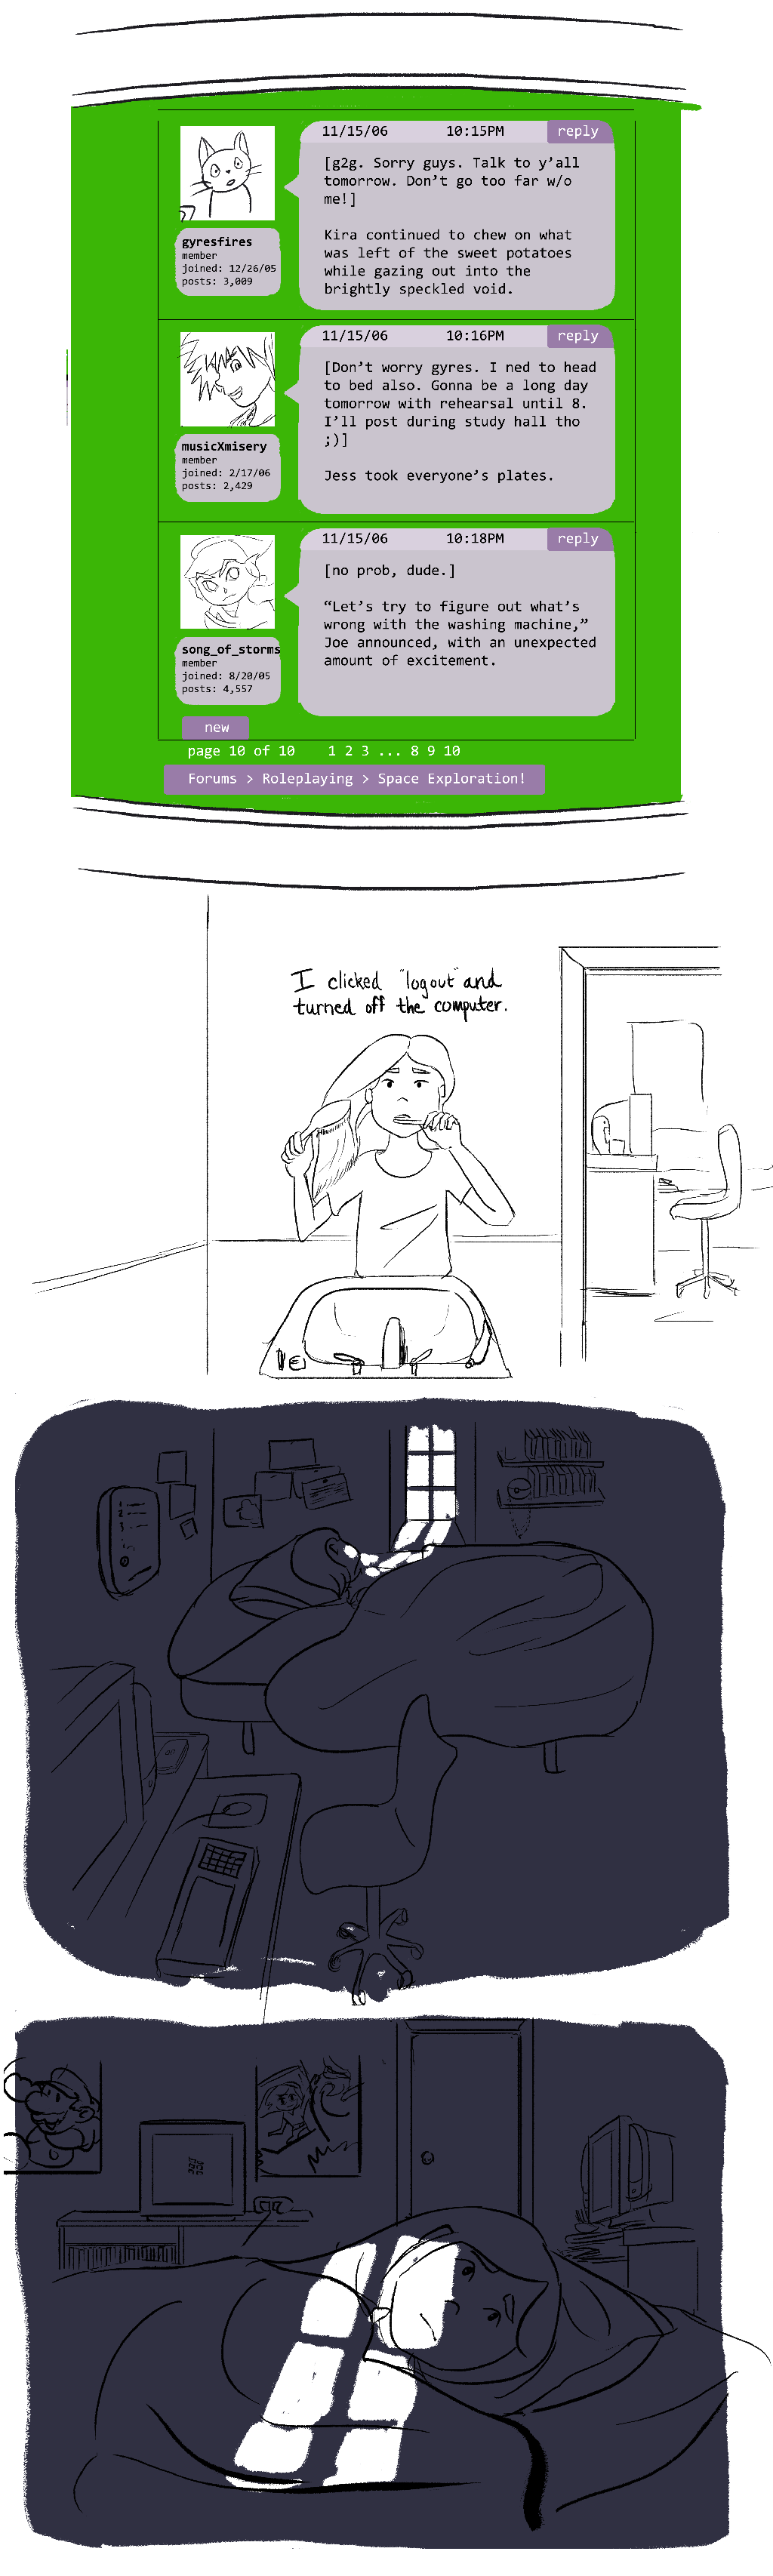 11/15/06 10:15PM reply
[g2g. Sorry guys. Talk to y'all
tomorrow. Don't go too far w/o
me!]
Kira continued to chew on what
was left of the sweet potatoes
while gazing out into the
brightly speckled void.
gyresfires
member
joined: 12/26/05
posts: 3,009
11/15/06 10:16PM reply
[Don't worry gyres. I ned to head
to bed also. Gonna be a long day
tomorrow with rehearsal until 8.
I'll post during study hall tho
;)]
Jess took everyone's plates.
musicXmisery
member
joined: 2/17/06
posts: 2,429
11/15/06 10:18PM reply
[no prob, dude.]
“Let's try to figure out what's
wrong with the washing machine,”
Joe announced, with an unexpected
amount of excitement.
song_of_storms
member
joined: 8/20/05
posts: 4,557
new
page 10 of 10 1 2 3 ... 8 9 10
Forums > Roleplaying > Space Exploration!
I clicked "logout" and
turned off the computer.